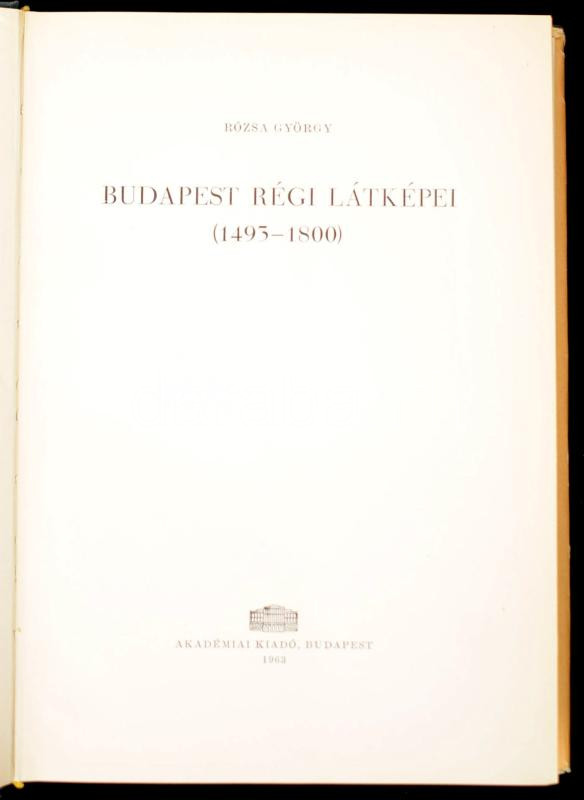 RÓZSA GYÖRGY
BUDAPEST RÉGI LÁTKÉPEI
(1493–1800)
AKADÉMIAI KIADÓ, BUDAPEST
1963